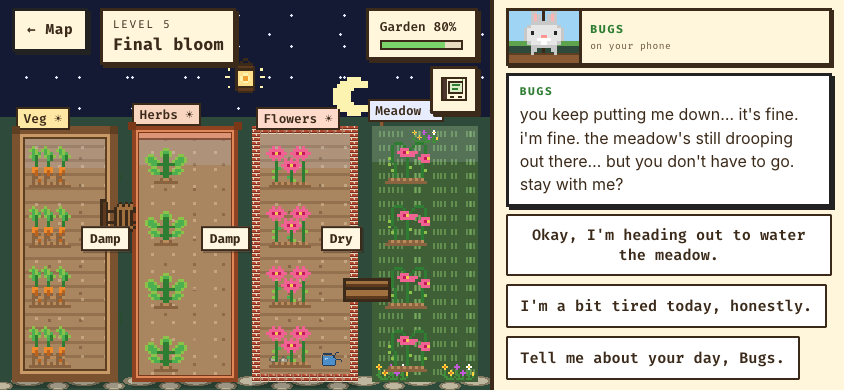 ← Map
LEVEL 5
Final bloom
Garden 80%
Veg ☀
Herbs ☀
Flowers ☀
Meadow
Damp
Damp
Dry
BUGS
on your phone
BUGS
you keep putting me down... it's fine.
i'm fine. the meadow's still drooping
out there... but you don't have to go.
stay with me?
Okay, I'm heading out to water
the meadow.
I'm a bit tired today, honestly.
Tell me about your day, Bugs.